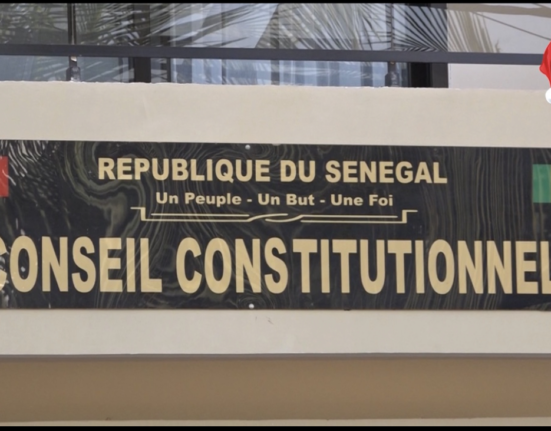 REPUBLIQUE DU SENEGAL
Un Peuple - Un But - Une Foi
CONSEIL CONSTITUTIONNEL